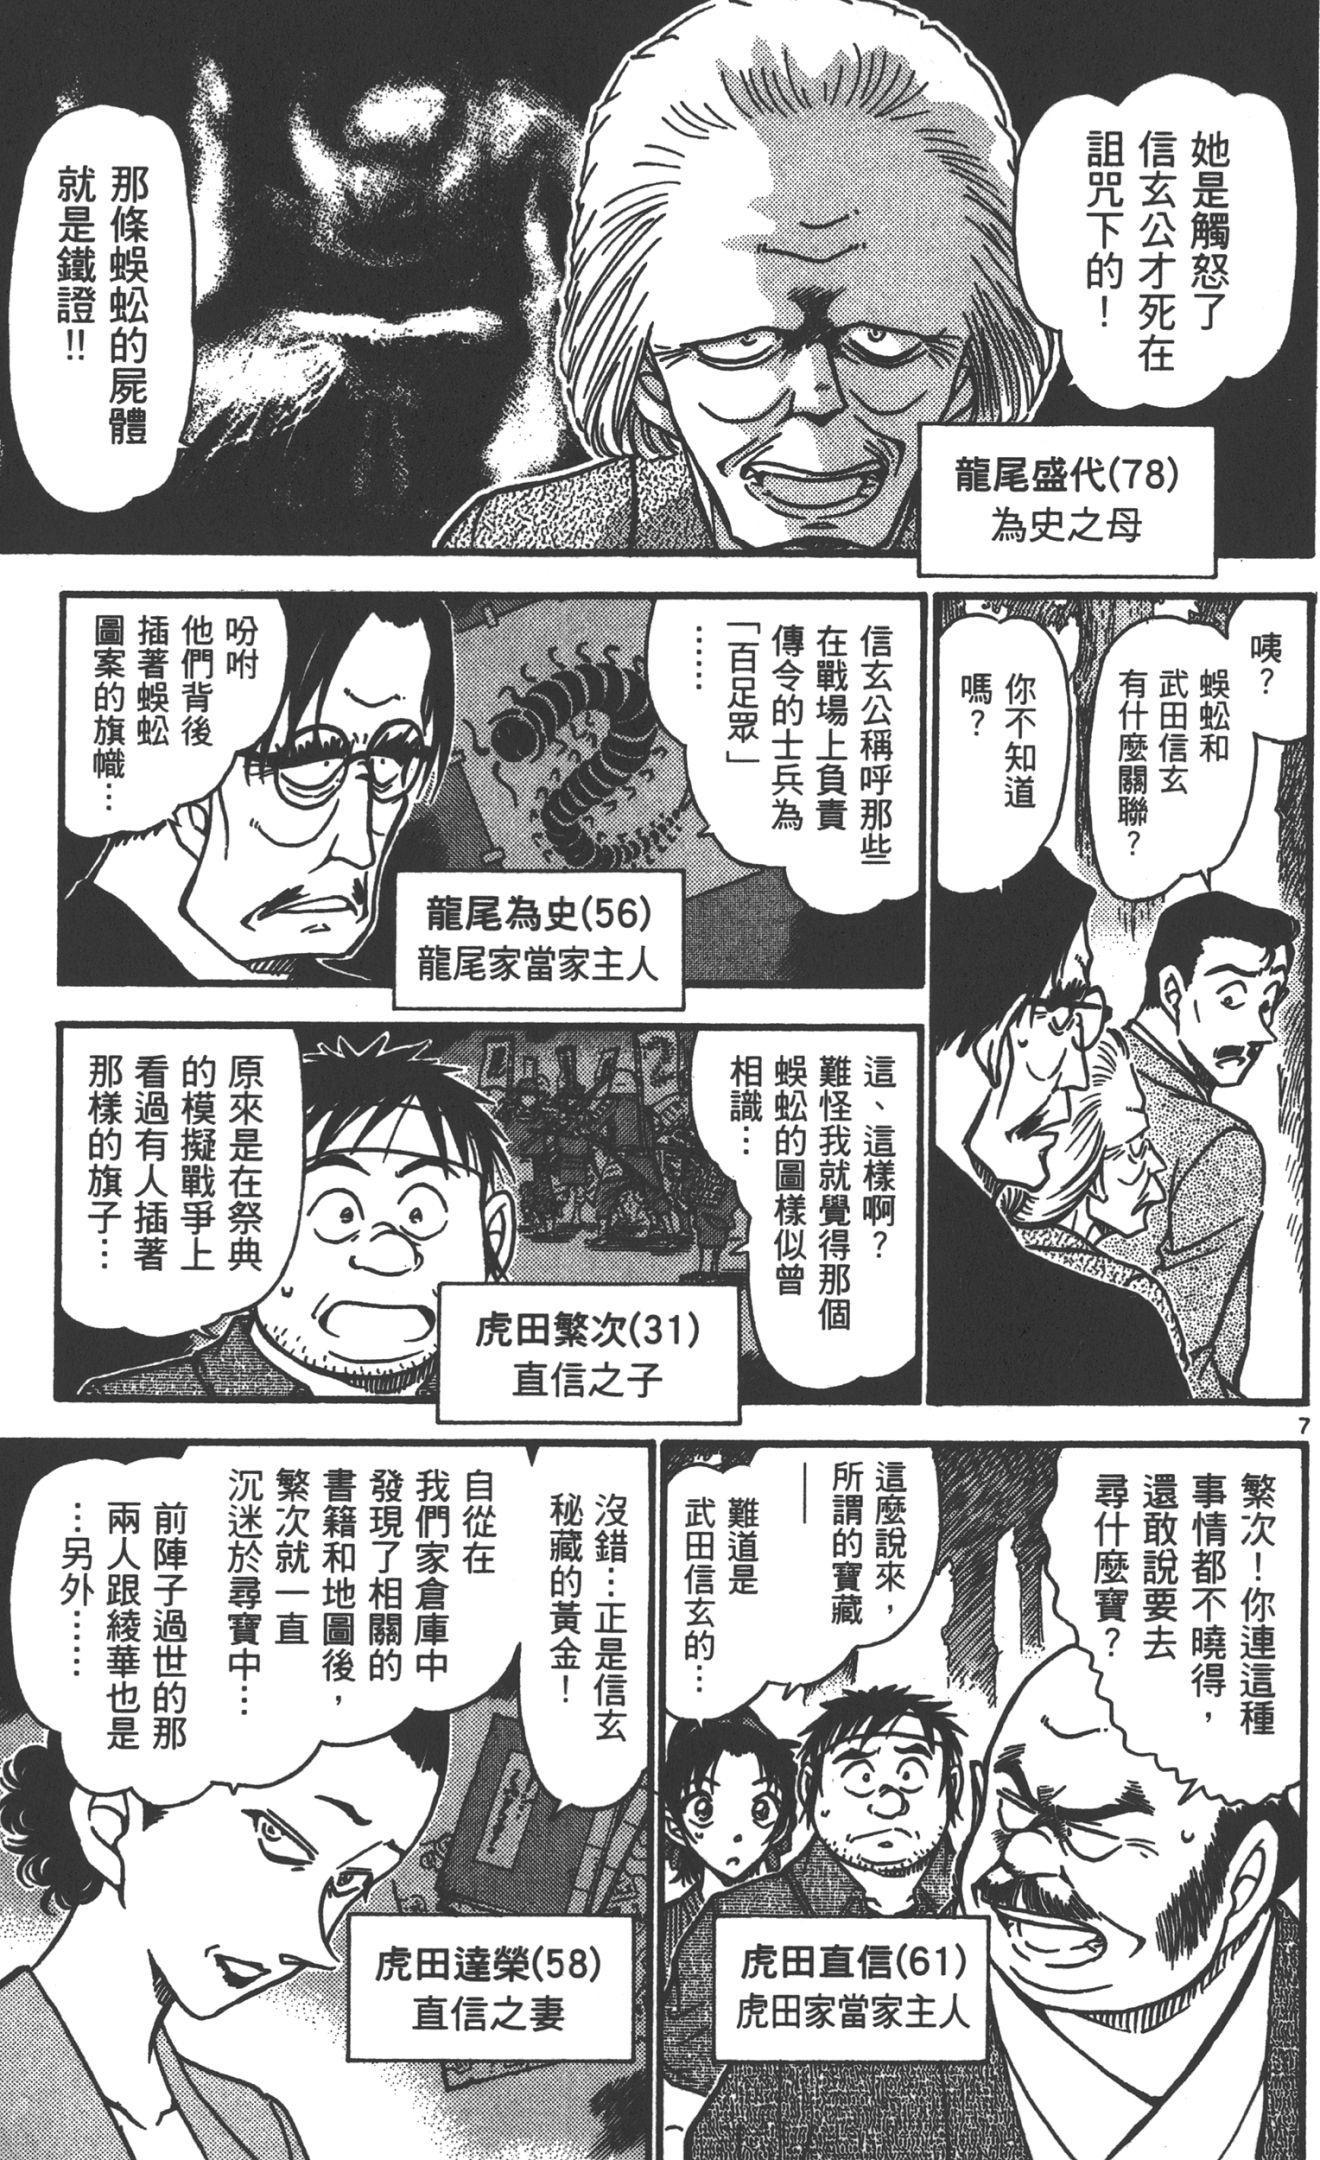 她是觸怒了
信玄公才死在
詛咒下的！
那條蜈蚣的屍體
就是鐵證!!
龍尾盛代(78)
為史之母
咦？
蜈蚣和
武田信玄
有什麼關聯？
你不知道
嗎？
信玄公稱呼那些
在戰場上負責
傳令的士兵為
「百足眾」
……
吩咐
他們背後
插著蜈蚣
圖案的旗幟…
龍尾為史(56)
龍尾家當家主人
這、這樣啊？
難怪我就覺得那個
蜈蚣的圖樣似曾
相識…
原來是在祭典
的模擬戰爭上
看過有人插著
那樣的旗子…
虎田繁次(31)
直信之子
7
繁次！你連這種
事情都不曉得，
還敢說要去
尋什麼寶？
這麼說來，
所謂的寶藏
——
難道是
武田信玄的…
虎田直信(61)
虎田家當家主人
沒錯…正是信玄
秘藏的黃金！
自從在
我們家倉庫中
發現了相關的
書籍和地圖後，
繁次就一直
沉迷於尋寶中…
前陣子過世的那
兩人跟綾華也是
…另外……
虎田達榮(58)
直信之妻